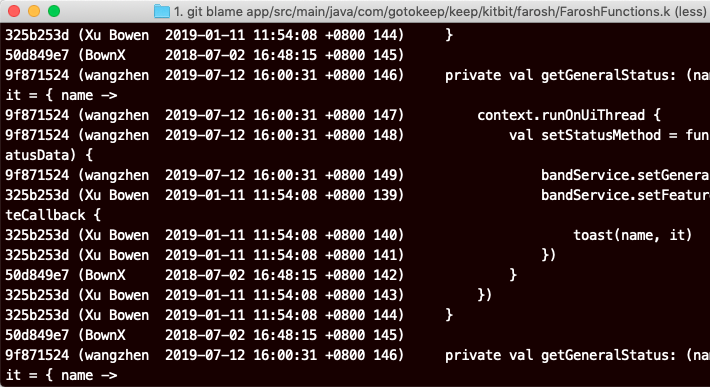 1. git blame app/src/main/java/com/gotokeep/keep/kitbit/farosh/FaroshFunctions.k (less)
325b253d (Xu Bowen  2019-01-11 11:54:08 +0800 144)     }
50d849e7 (BownX     2018-07-02 16:48:15 +0800 145)
9f871524 (wangzhen  2019-07-12 16:00:31 +0800 146)     private val getGeneralStatus: (nam
it = { name ->
9f871524 (wangzhen  2019-07-12 16:00:31 +0800 147)         context.runOnUiThread {
9f871524 (wangzhen  2019-07-12 16:00:31 +0800 148)             val setStatusMethod = fun
atusData) {
9f871524 (wangzhen  2019-07-12 16:00:31 +0800 149)                 bandService.setGenera
325b253d (Xu Bowen  2019-01-11 11:54:08 +0800 139)                 bandService.setFeatur
teCallback {
325b253d (Xu Bowen  2019-01-11 11:54:08 +0800 140)                     toast(name, it)
325b253d (Xu Bowen  2019-01-11 11:54:08 +0800 141)                 })
50d849e7 (BownX     2018-07-02 16:48:15 +0800 142)             }
325b253d (Xu Bowen  2019-01-11 11:54:08 +0800 143)         })
325b253d (Xu Bowen  2019-01-11 11:54:08 +0800 144)     }
50d849e7 (BownX     2018-07-02 16:48:15 +0800 145)
9f871524 (wangzhen  2019-07-12 16:00:31 +0800 146)     private val getGeneralStatus: (nam
it = { name ->